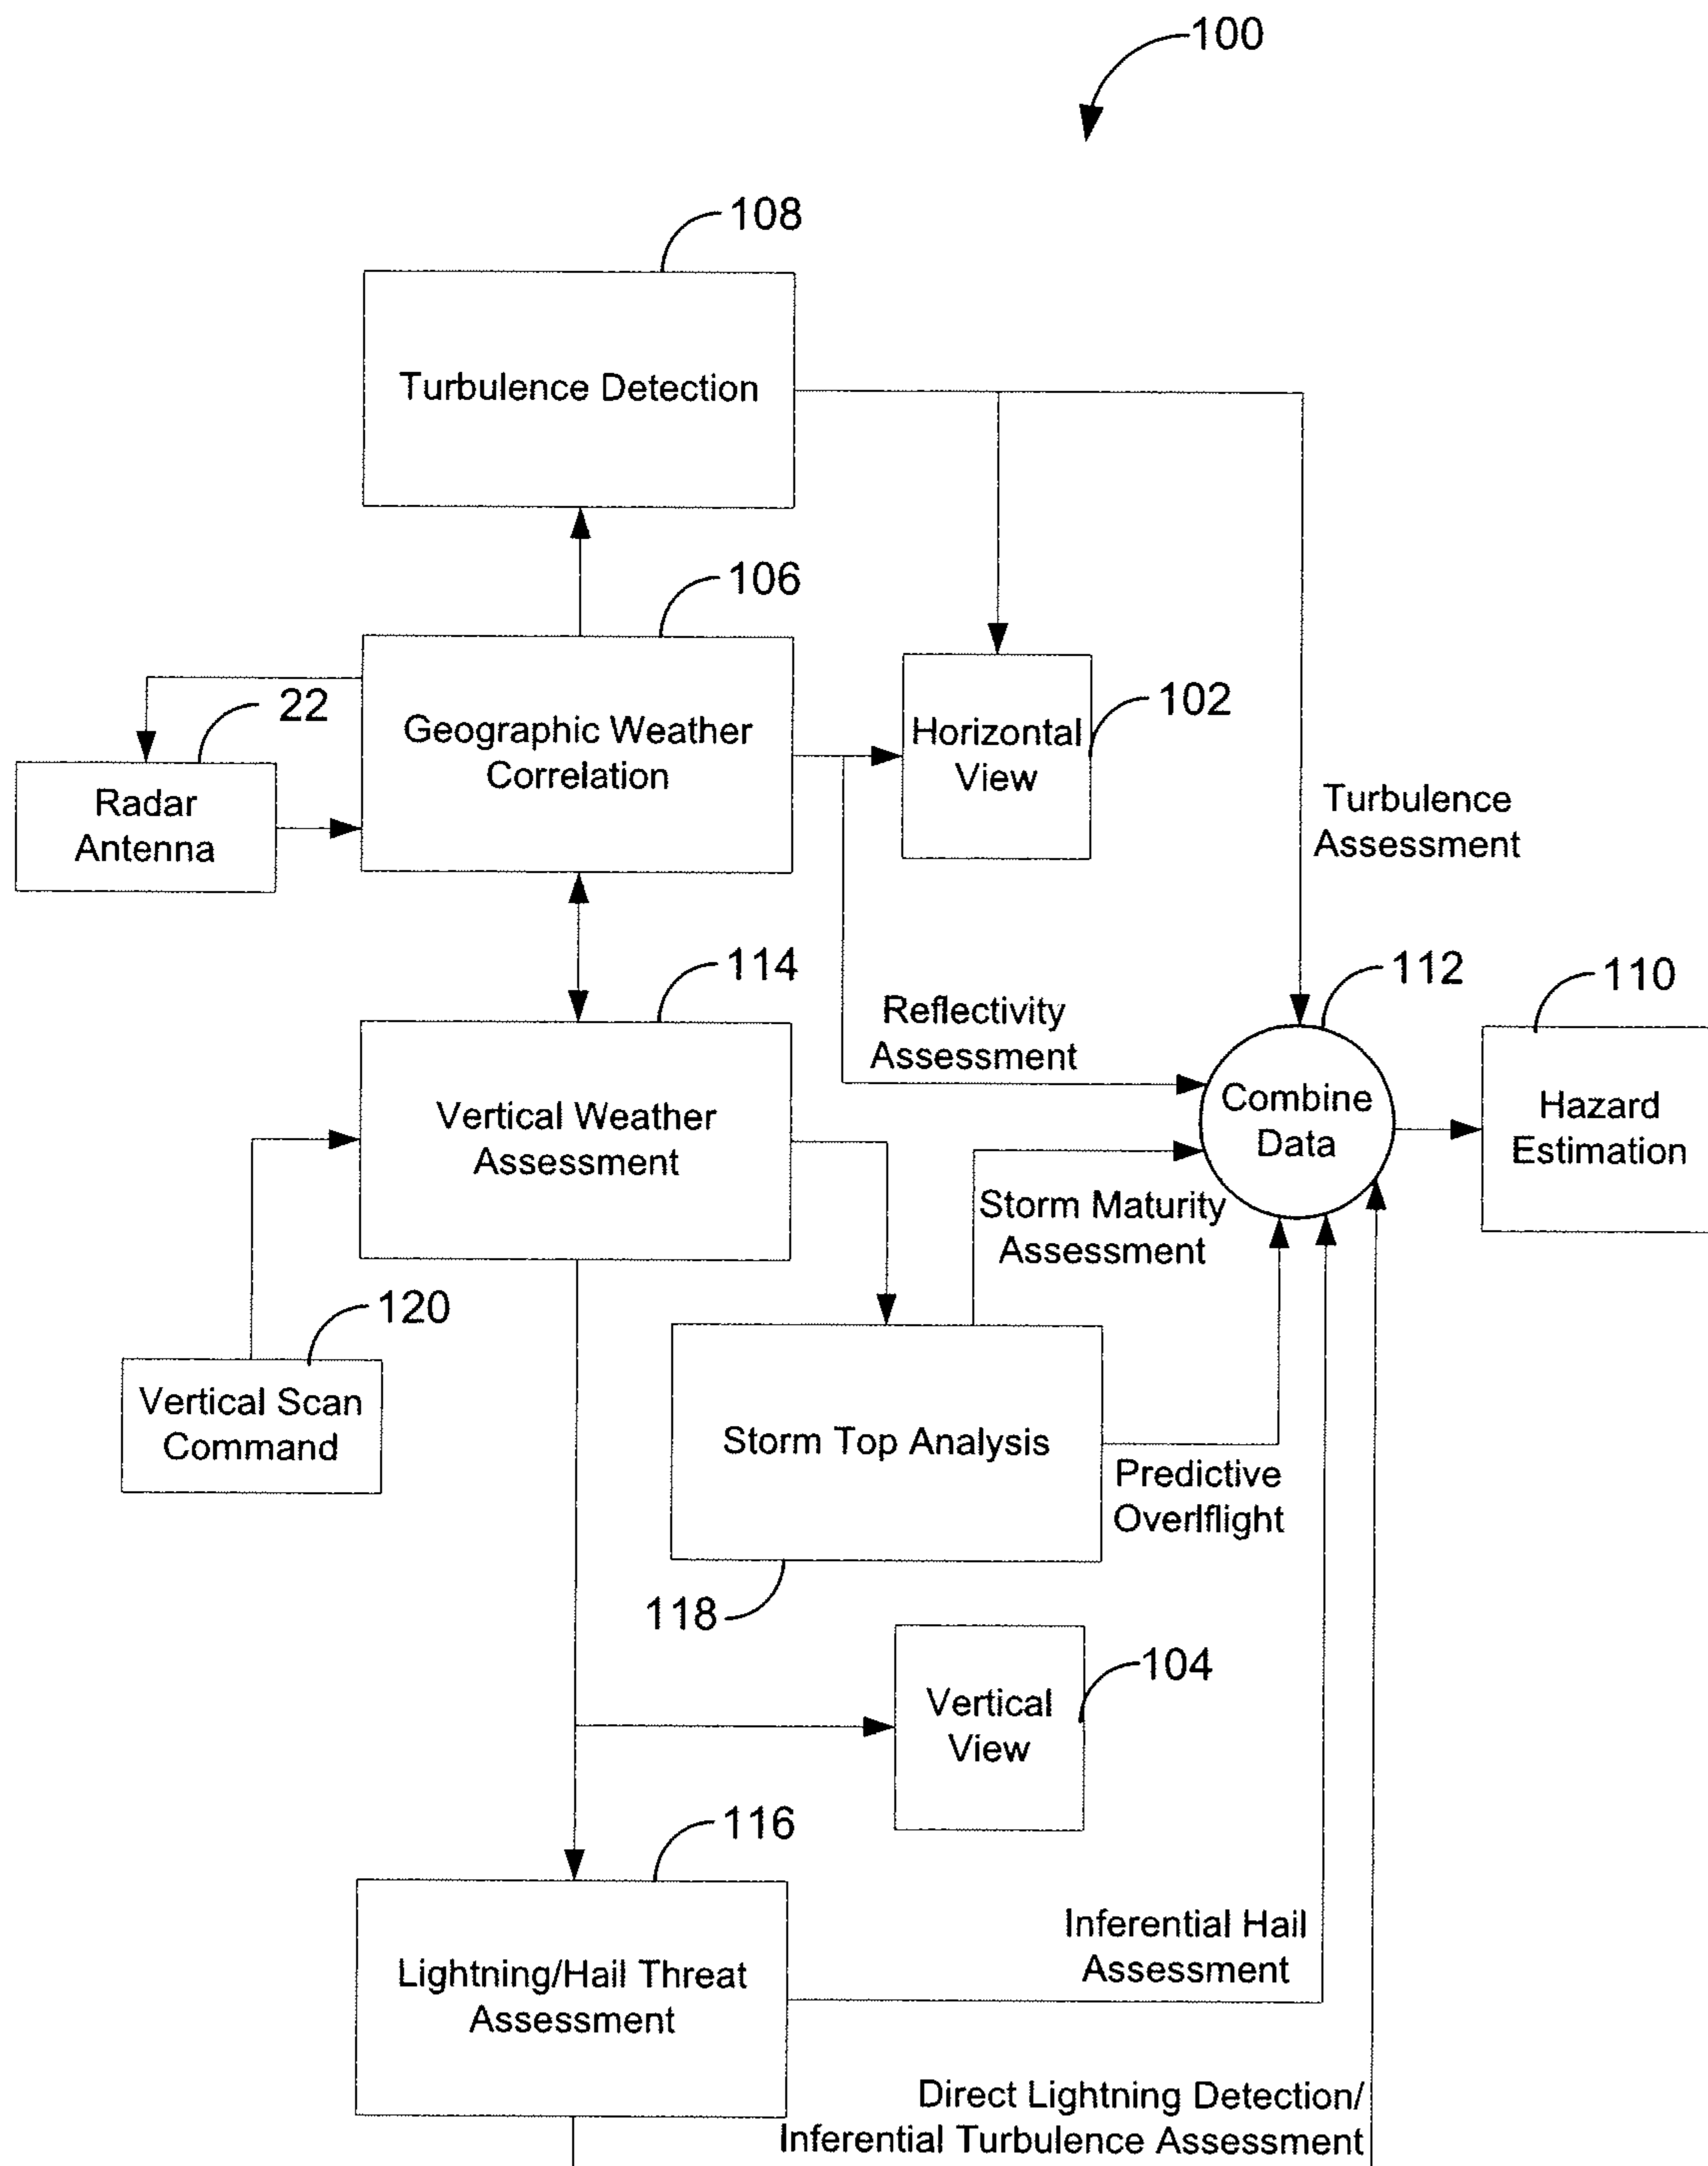 100
108
Turbulence Detection
106
22
Geographic Weather
Correlation
Horizontal
View
102
Radar
Antenna
Turbulence
Assessment
114
112
110
Reflectivity
Assessment
Vertical Weather
Assessment
Combine
Data
Hazard
Estimation
Storm Maturity
Assessment
120
Vertical Scan
Command
Storm Top Analysis
Predictive
Overlflight
118
104
Vertical
View
116
Inferential Hail
Assessment
Lightning/Hail Threat
Assessment
Direct Lightning Detection/
Inferential Turbulence Assessment